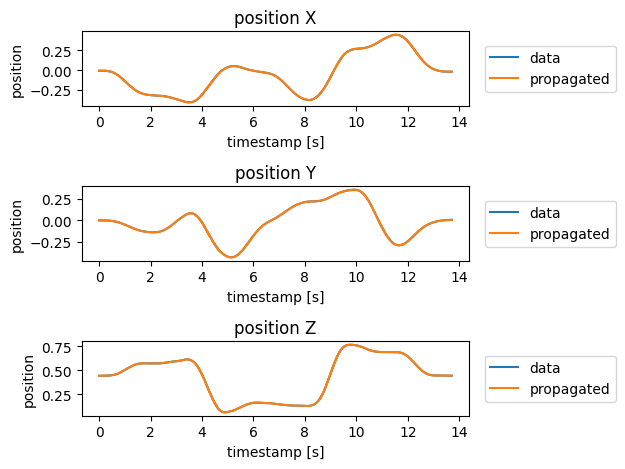 position X
position
0.25
0.00
−0.25
0 2 4 6 8 10 12 14
timestamp [s]
data
propagated
position Y
position
0.25
0.00
−0.25
0 2 4 6 8 10 12 14
timestamp [s]
data
propagated
position Z
position
0.75
0.50
0.25
0 2 4 6 8 10 12 14
timestamp [s]
data
propagated